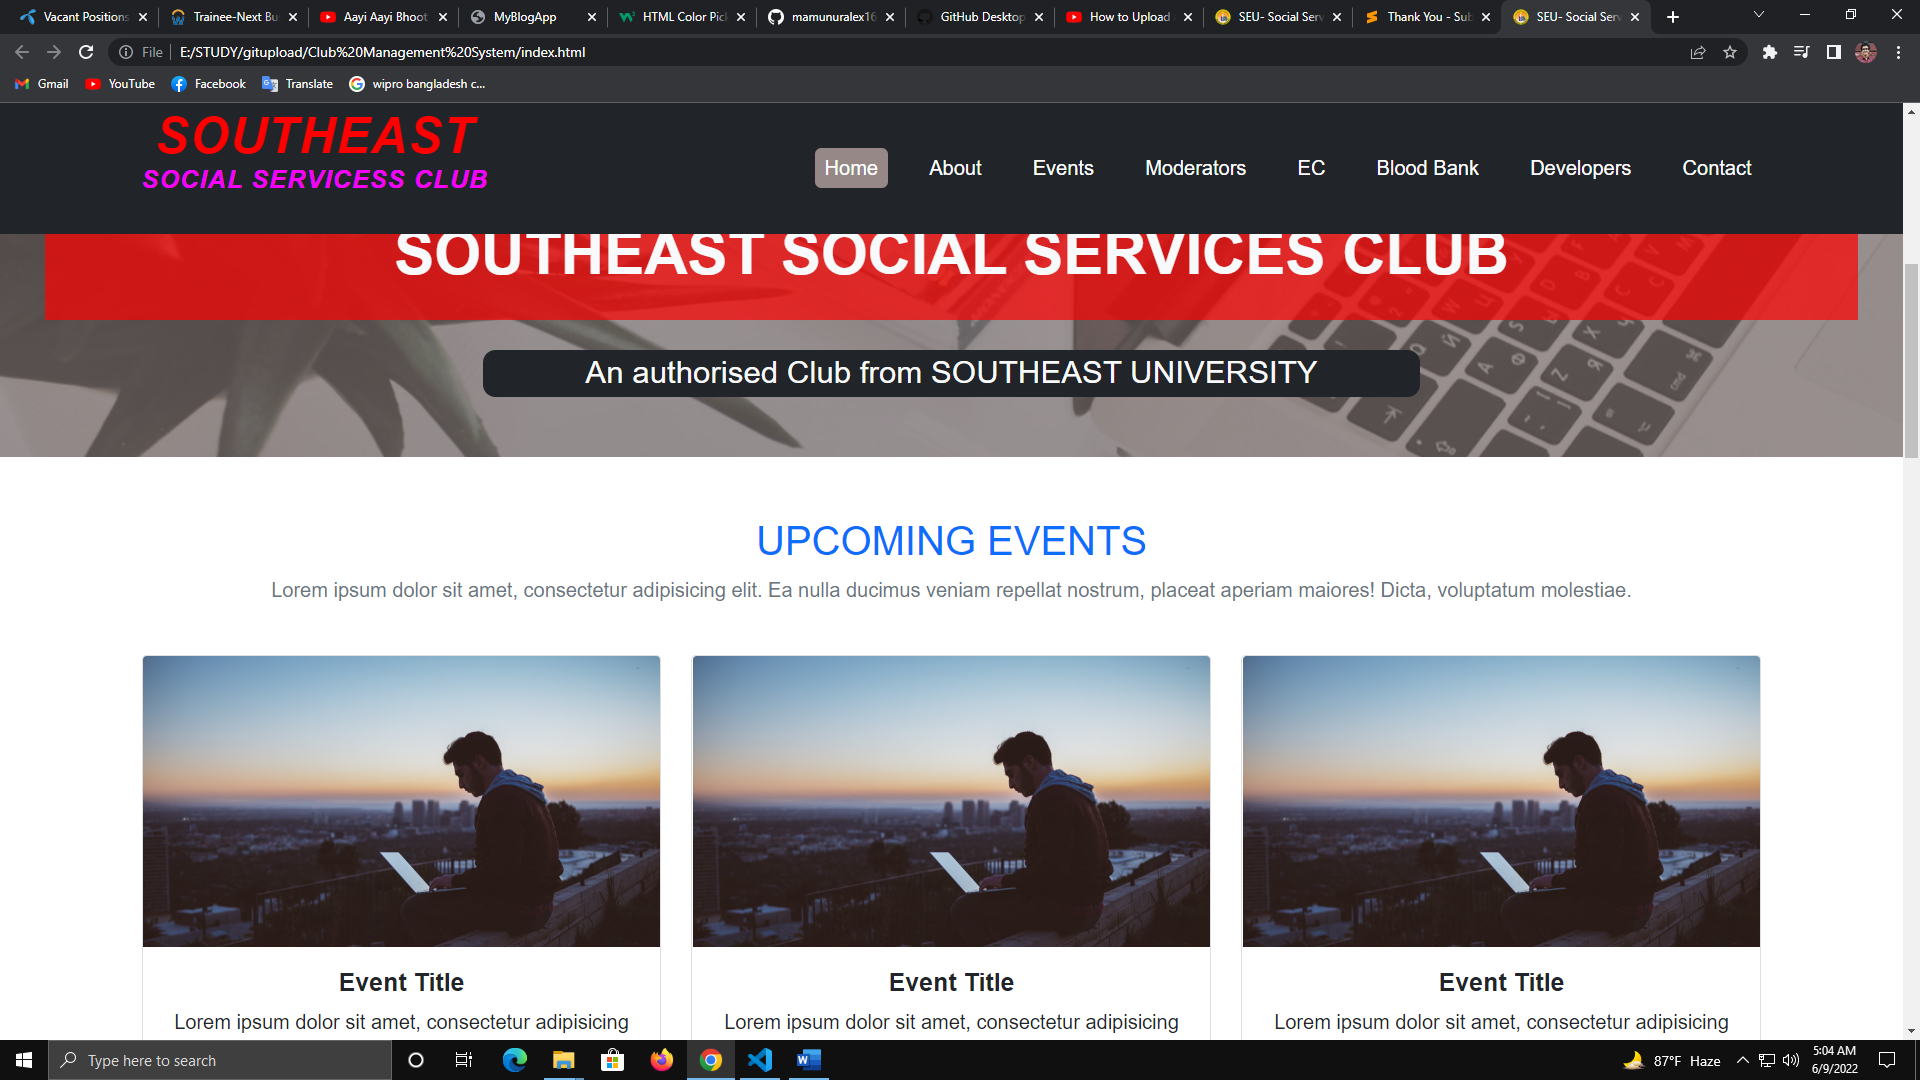 Vacant Positions
Trainee-Next Bu
Aayi Aayi Bhoot
MyBlogApp
HTML Color Pic
mamunuralex16
GitHub Desktop
How to Upload
SEU- Social Serv
Thank You - Sub
SEU- Social Serv
File E:/STUDY/gitupload/Club%20Management%20System/index.html
Gmail YouTube Facebook Translate wipro bangladesh c...
SOUTHEAST
SOCIAL SERVICESS CLUB
Home About Events Moderators EC Blood Bank Developers Contact
SOUTHEAST SOCIAL SERVICES CLUB
An authorised Club from SOUTHEAST UNIVERSITY
UPCOMING EVENTS
Lorem ipsum dolor sit amet, consectetur adipisicing elit. Ea nulla ducimus veniam repellat nostrum, placeat aperiam maiores! Dicta, voluptatum molestiae.
Event Title
Lorem ipsum dolor sit amet, consectetur adipisicing
Event Title
Lorem ipsum dolor sit amet, consectetur adipisicing
Event Title
Lorem ipsum dolor sit amet, consectetur adipisicing
Type here to search
87°F Haze
5:04 AM
6/9/2022